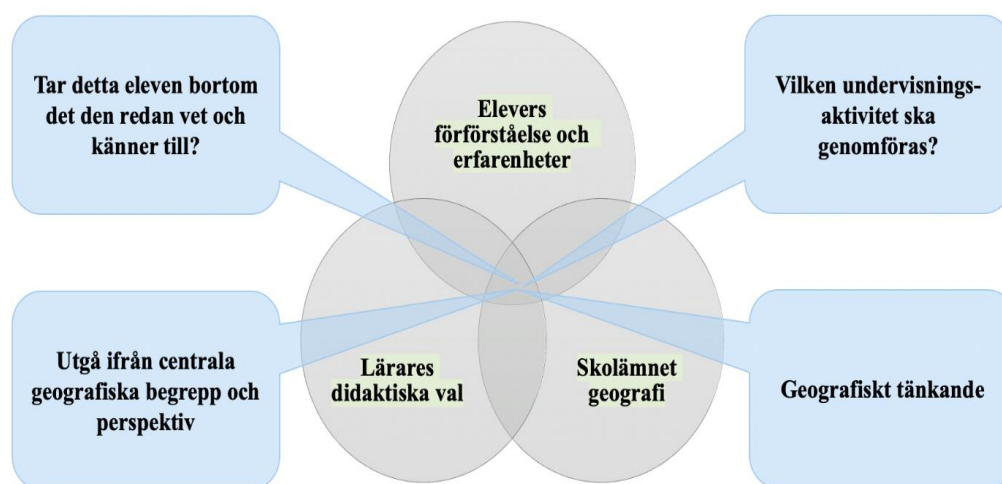 Tar detta eleven bortom
det den redan vet och
känner till?
Elevers
förförståelse och
erfarenheter
Vilken undervisnings-
aktivitet ska
genomföras?
Utgå ifrån centrala
geografiska begrepp och
perspektiv
Lärares
didaktiska val
Skolämnet
geografi
Geografiskt tänkande